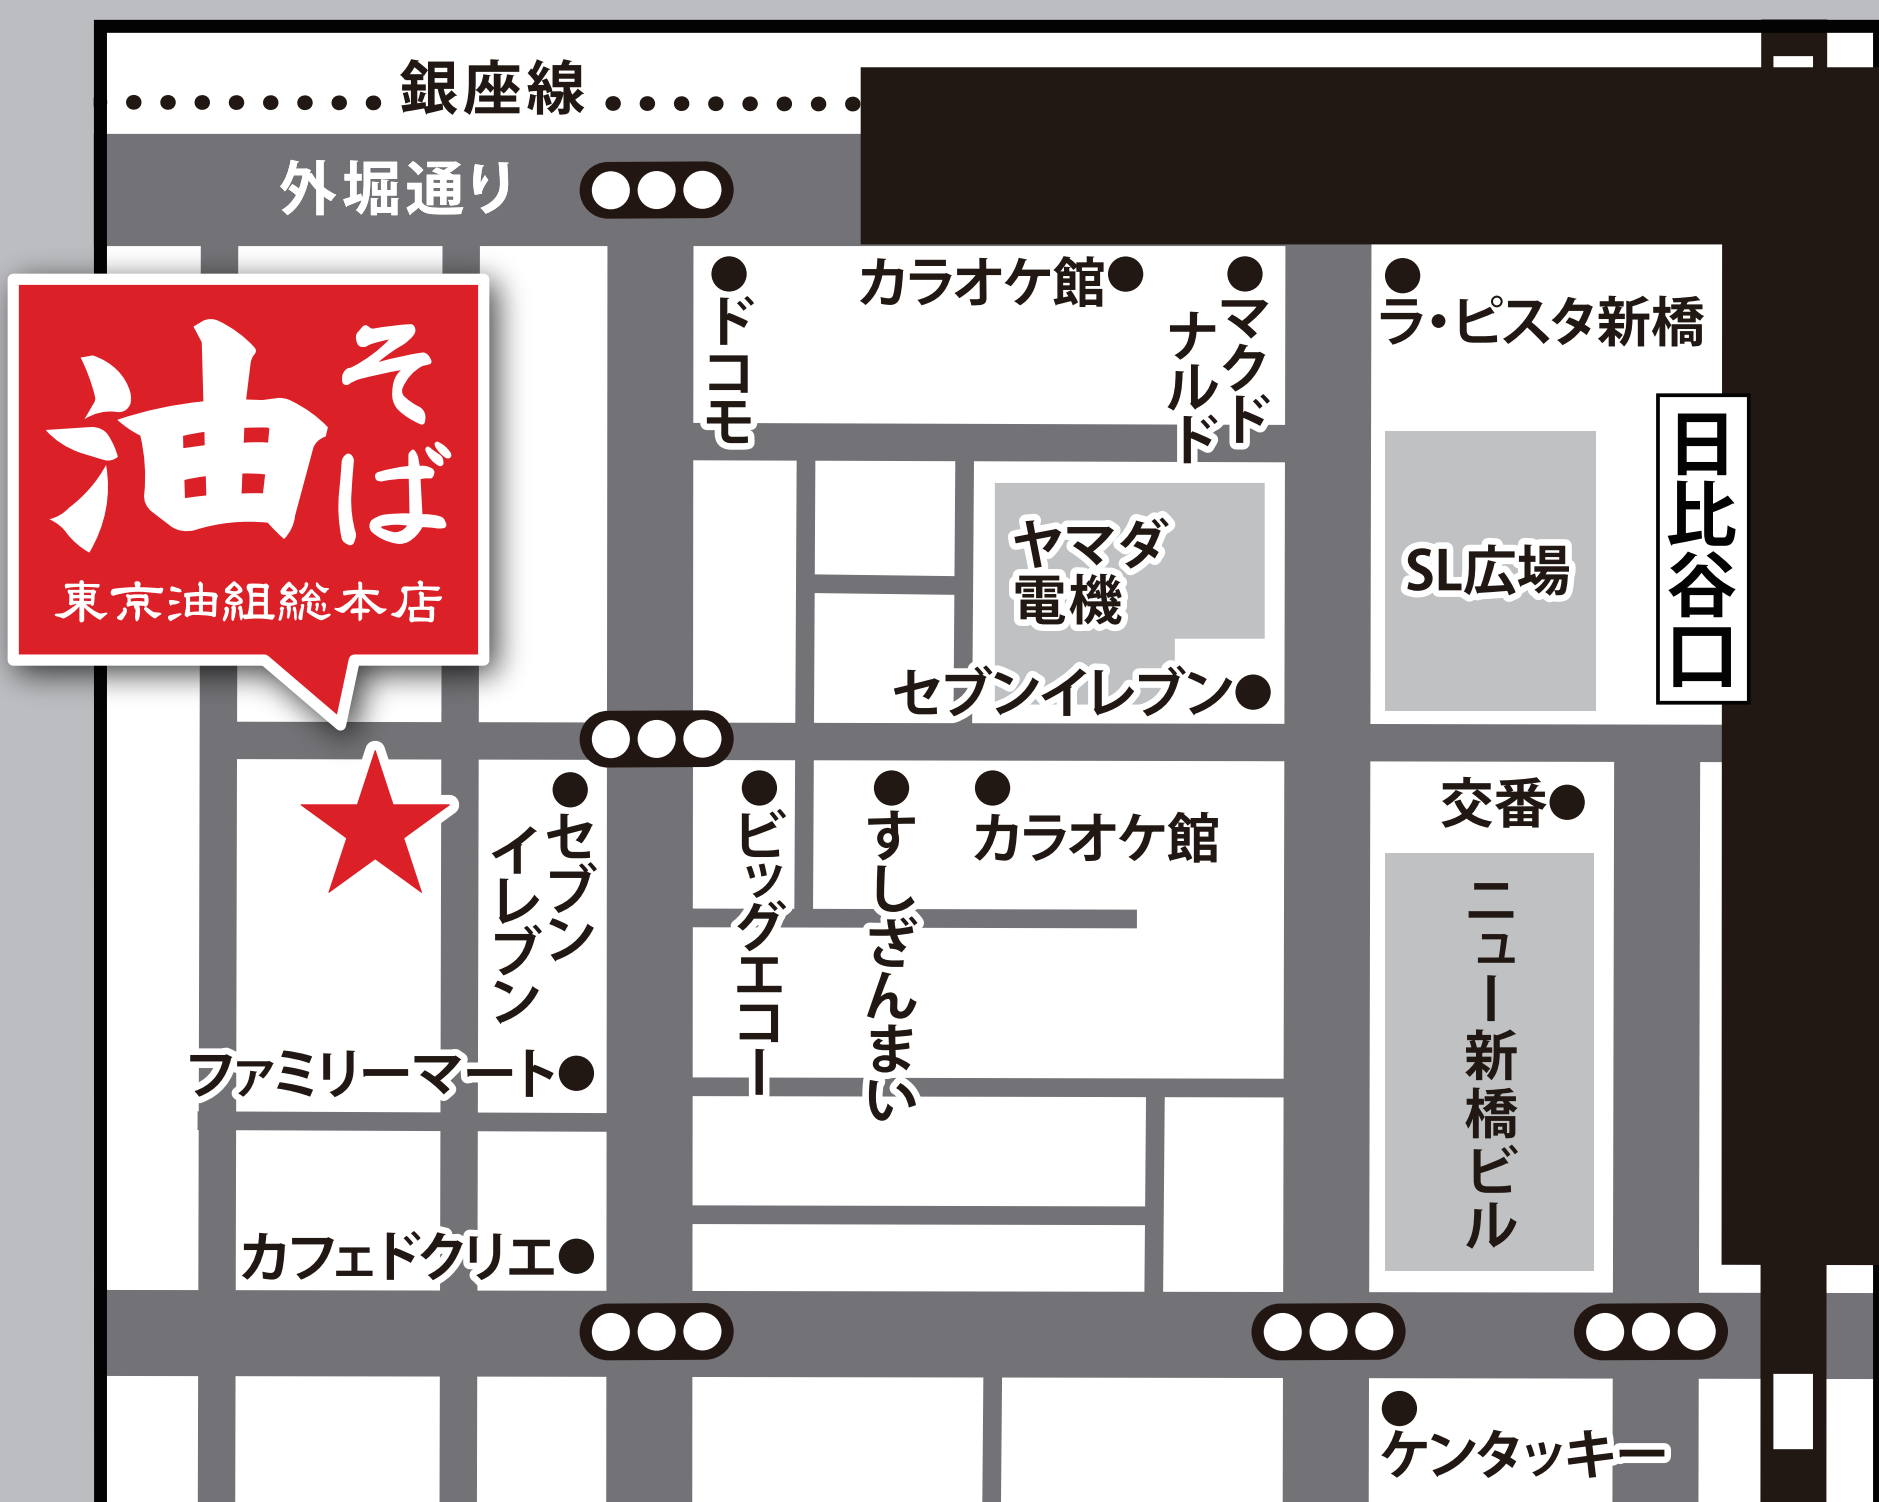 銀座線
外堀通り
油そば
東京油組総本店
ドコモ
カラオケ館
マクド
ナルド
ラ・ピスタ新橋
日比谷口
ヤマダ
電機
SL広場
セブンイレブン
セブン
イレブン
ビッグエコー
すしざんまい
カラオケ館
交番
ニュー新橋ビル
ファミリーマート
カフェドクリエ
ケンタッキー